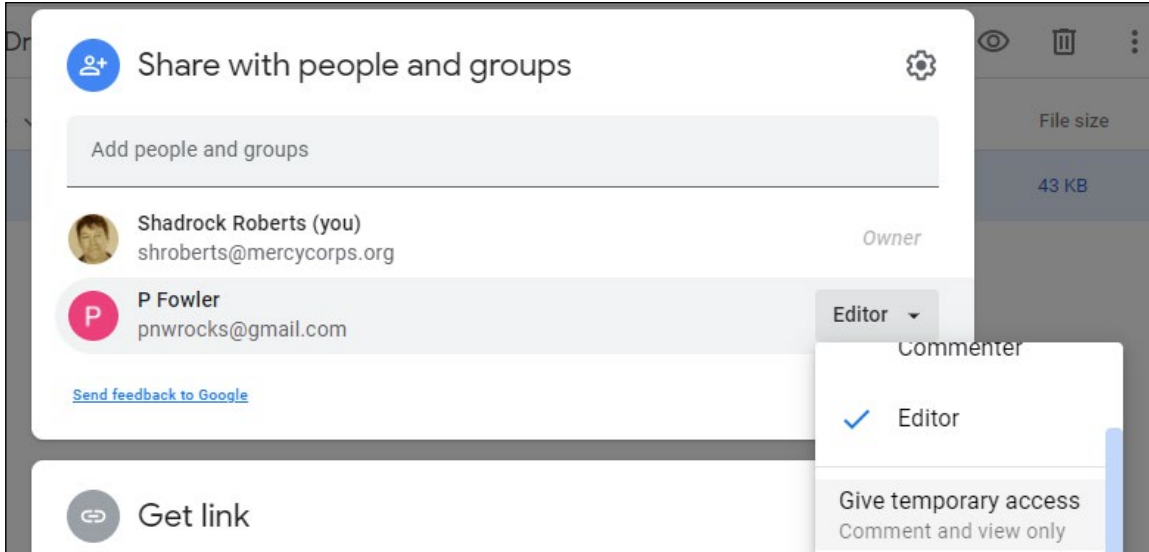 Dr
Share with people and groups
File size
Add people and groups
43 KB
Shadrock Roberts (you)
shroberts@mercycorps.org
Owner
P
P Fowler
pnwrocks@gmail.com
Editor
Commenter
Send feedback to Google
Editor
Get link
Give temporary access
Comment and view only